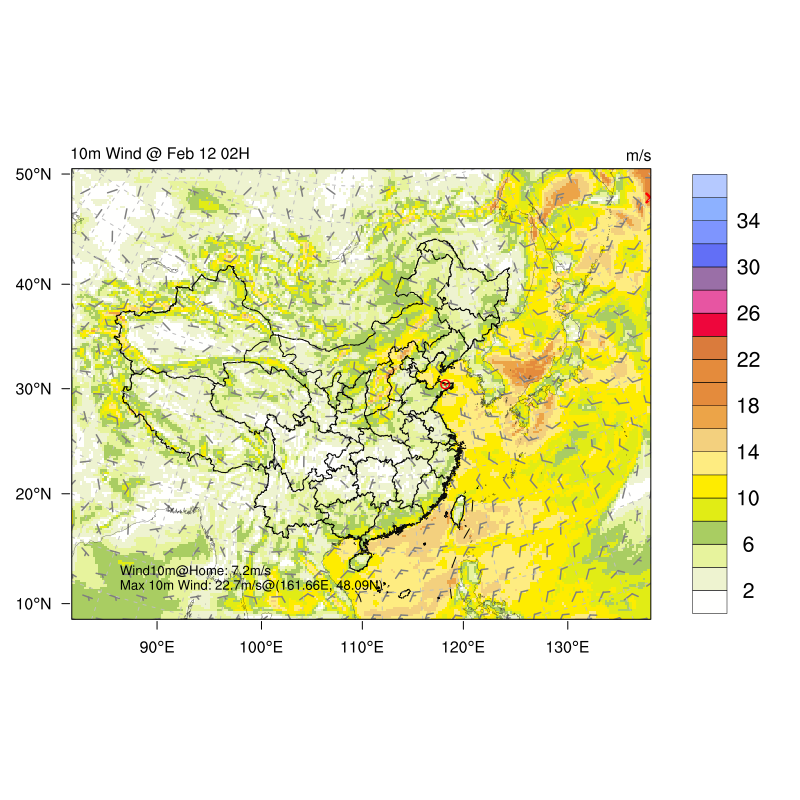 10m Wind @ Feb 12 02H
m/s
50°N
40°N
30°N
20°N
10°N
Wind10m@Home: 7.2m/s
Max 10m Wind: 22.7m/s@(161.66E, 48.09N)
90°E
100°E
110°E
120°E
130°E
34
30
26
22
18
14
10
6
2